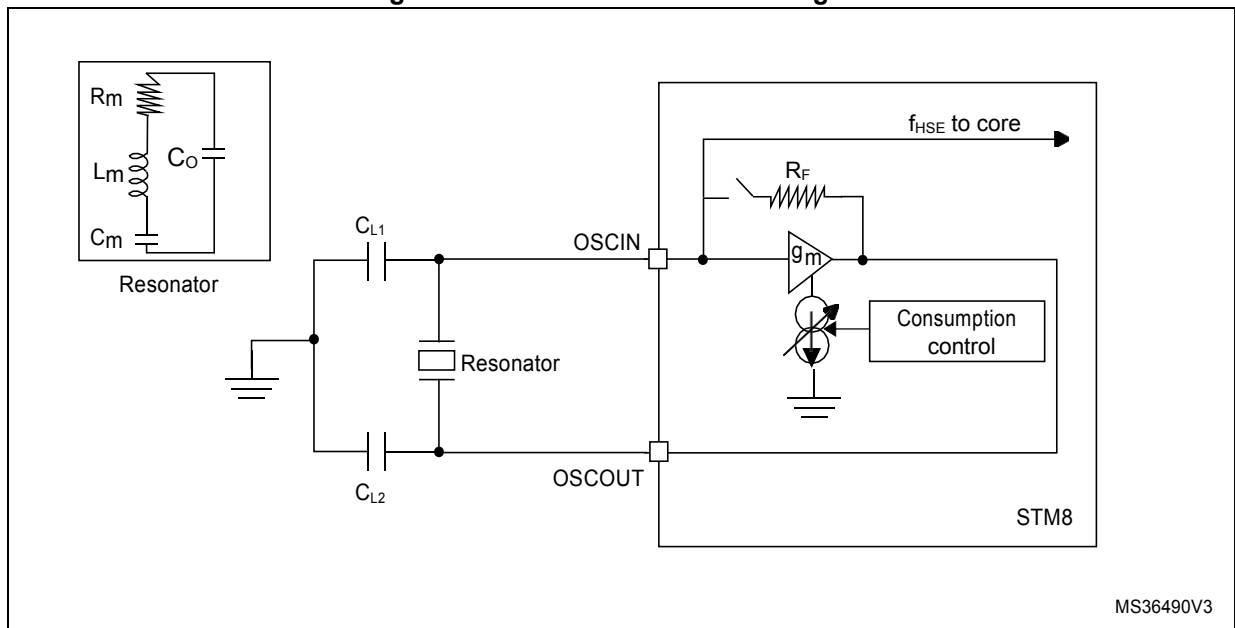 Rm
Lm
Cm
CO
Resonator
CL1
CL2
Resonator
OSCIN
OSCOUT
fHSE to core
RF
gm
Consumption
control
STM8
MS36490V3